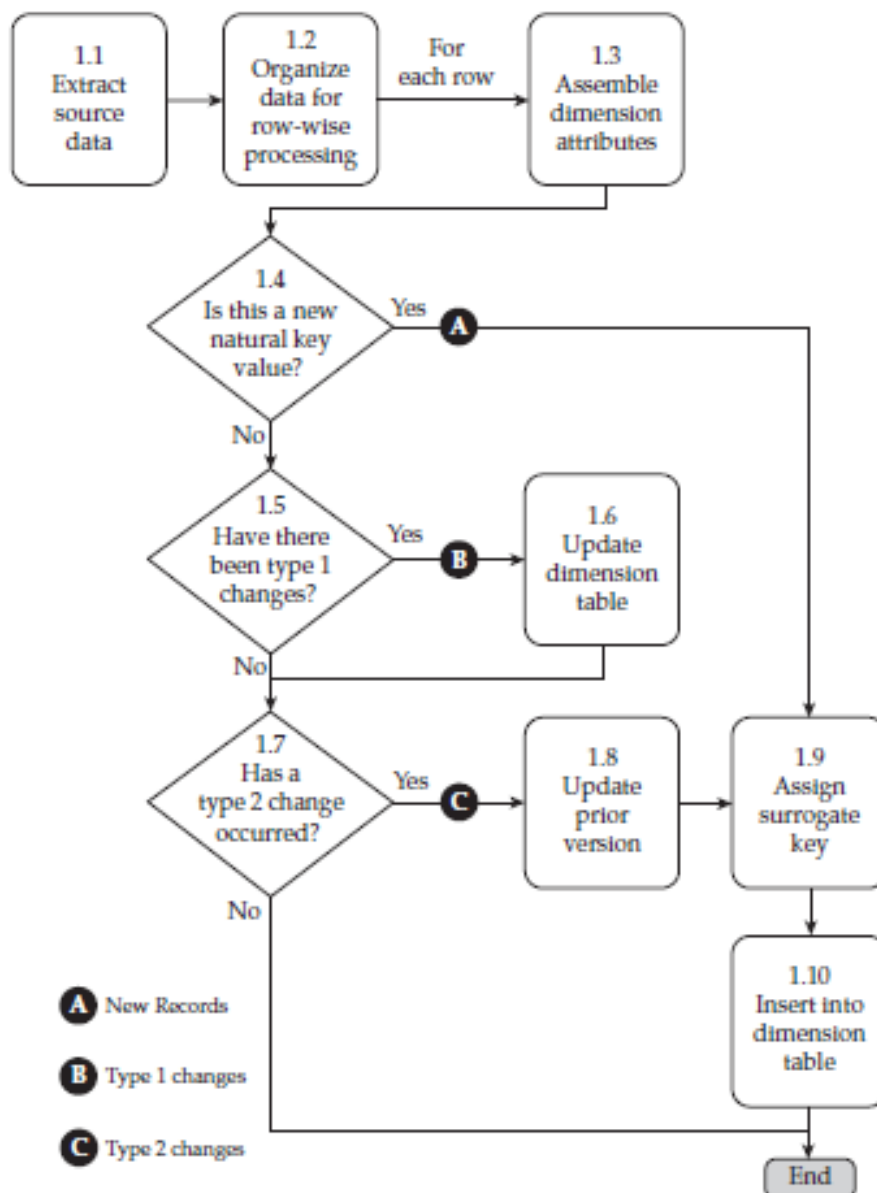 1.1
Extract
source
data
1.2
Organize
data for
row-wise
processing
For
each row
1.3
Assemble
dimension
attributes
1.4
Is this a new
natural key
value?
Yes
A
No
1.5
Have there
been type 1
changes?
Yes
B
1.6
Update
dimension
table
No
1.7
Has a
type 2 change
occurred?
Yes
C
1.8
Update
prior
version
1.9
Assign
surrogate
key
No
1.10
Insert into
dimension
table
A New Records
B Type 1 changes
C Type 2 changes
End